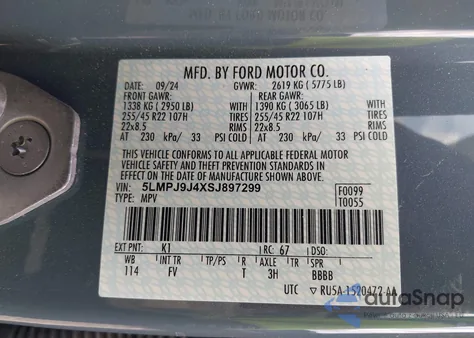 MFD. BY FORD MOTOR CO.
DATE: 09/24 GVWR: 2619 KG ( 5775 LB)
FRONT GAWR: REAR GAWR:
1338 KG ( 2950 LB) 1390 KG ( 3065 LB)
255/45 R22 107H TIRES 255/45 R22 107H TIRES
22x8.5 RIMS 22x8.5 RIMS
AT 230 kPa/ 33 PSI COLD AT 230 kPa/ 33 PSI COLD
THIS VEHICLE CONFORMS TO ALL APPLICABLE FEDERAL MOTOR
VEHICLE SAFETY AND THEFT PREVENTION STANDARDS IN
EFFECT ON THE DATE OF MANUFACTURE SHOWN ABOVE.
VIN: 5LMPJ9J4XSJ897299 F0099
TYPE: MPV T0055
EXT PNT: K1 RC: 67 DSO:
WB INT TR TP/PS R AXLE TR SPR
114 FV T 3H BBBB
UTC ▽ RU5A-1520472-AA
autoSnap